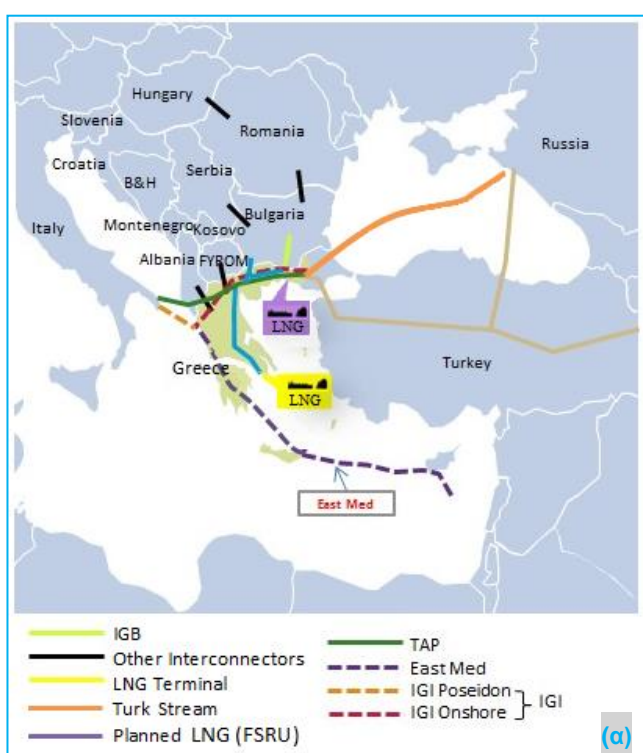 Hungary
Slovenia
Romania
Russia
Croatia
Serbia
B&H
Bulgaria
Italy
Montenegro
Kosovo
Albania
FYROM
LNG
Greece
Turkey
LNG
East Med
IGB
Other Interconnectors
LNG Terminal
Turk Stream
Planned LNG (FSRU)
TAP
East Med
IGI Poseidon
IGI
IGI Onshore
(α)